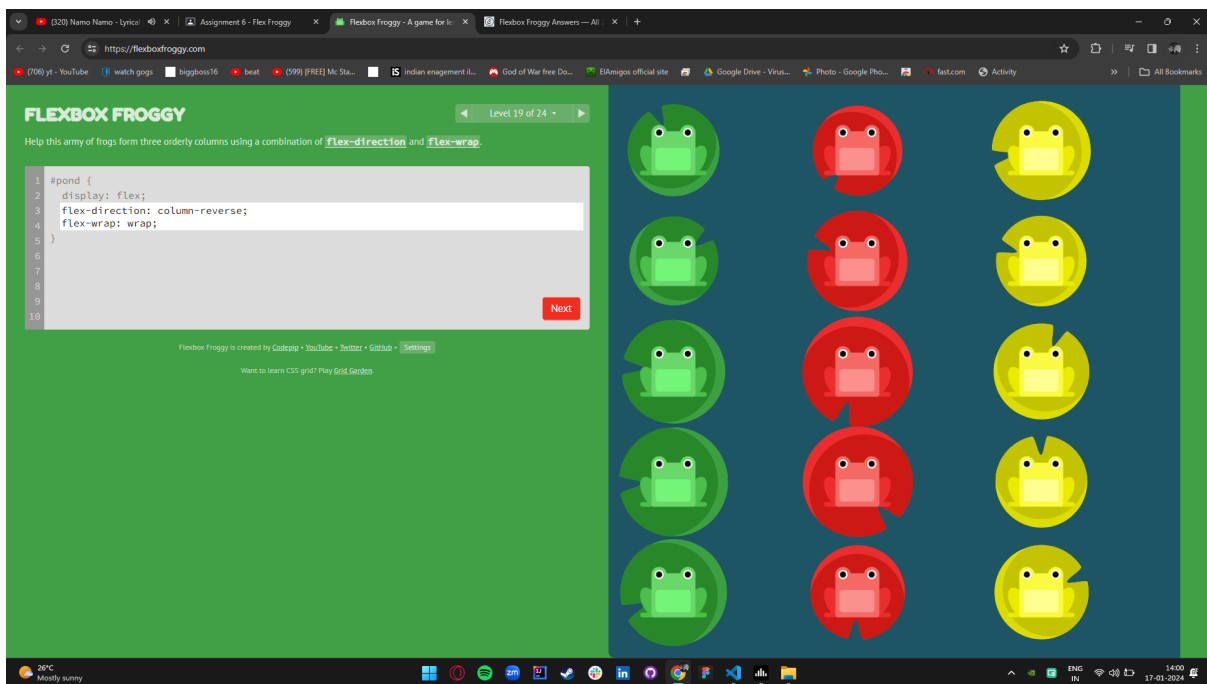 (320) Namo Namo - Lyrical
Assignment 6 - Flex Froggy
Flexbox Froggy - A game for le
Flexbox Froggy Answers — All
https://flexboxfroggy.com
(706) yt - YouTube
watch gogs
biggboss16
beat
(599) [FREE] Mc Sta...
indian enagement il...
God of War free Do...
ElAmigos official site
Google Drive - Virus...
Photo - Google Pho...
fast.com
Activity
»
All Bookmarks
FLEXBOX FROGGY
Level 19 of 24
Help this army of frogs form three orderly columns using a combination of flex-direction and flex-wrap.
1 #pond {
2 display: flex;
3 flex-direction: column-reverse;
4 flex-wrap: wrap;
5 }
6
7
8
9
10
Next
Flexbox Froggy is created by Codepip • YouTube • Twitter • GitHub • Settings
Want to learn CSS grid? Play Grid Garden.
26°C
Mostly sunny
ENG
IN
14:00
17-01-2024